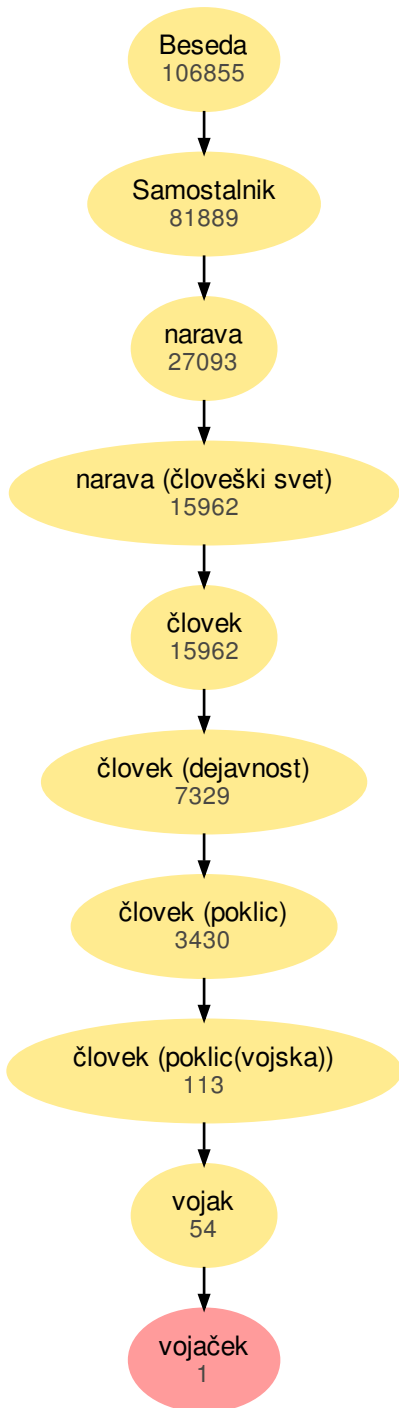 Beseda
106855
Samostalnik
81889
narava
27093
narava (človeški svet)
15962
človek
15962
človek (dejavnost)
7329
človek (poklic)
3430
človek (poklic(vojska))
113
vojak
54
vojaček
1